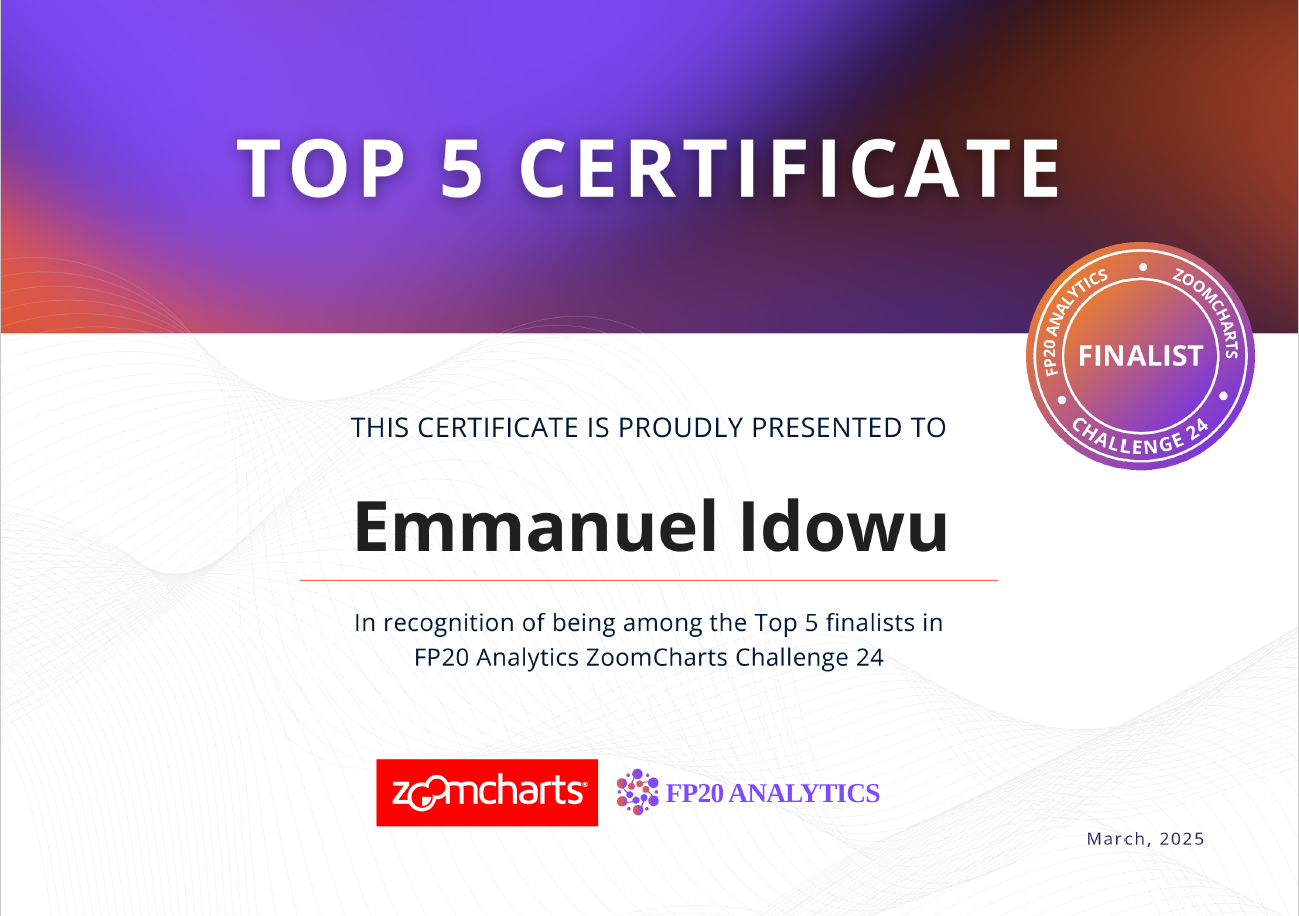 TOP 5 CERTIFICATE
FP20 ANALYTICS • ZOOMCHARTS • CHALLENGE 24 •
FINALIST
THIS CERTIFICATE IS PROUDLY PRESENTED TO
Emmanuel Idowu
In recognition of being among the Top 5 finalists in
FP20 Analytics ZoomCharts Challenge 24
zoomcharts®
FP20 ANALYTICS
March, 2025